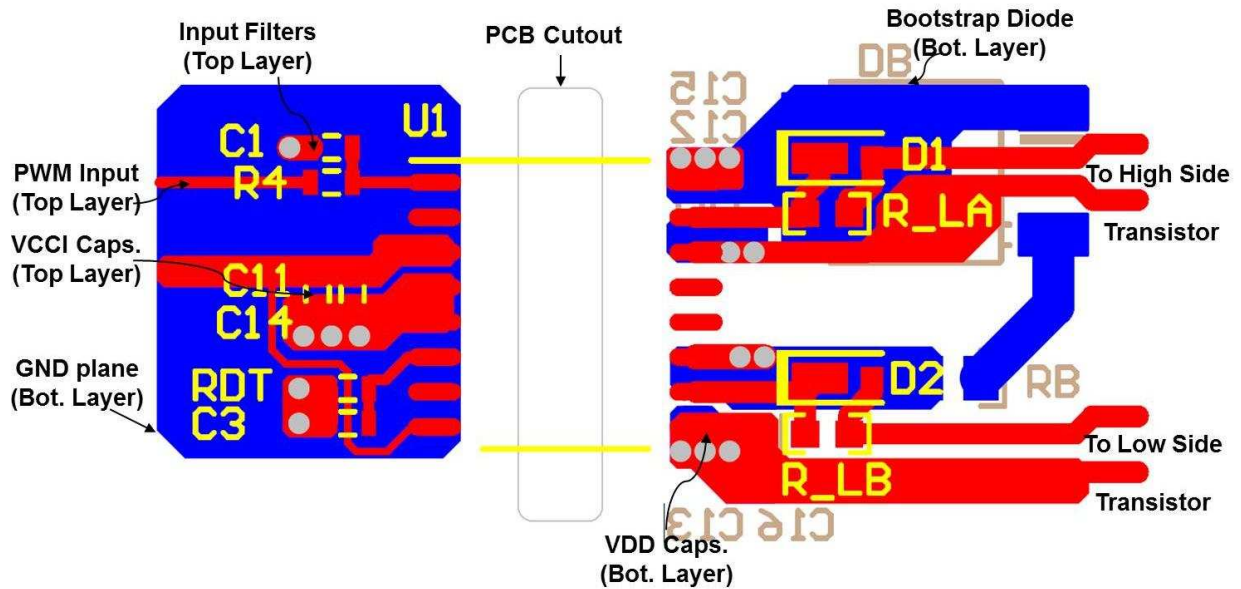 Input Filters
(Top Layer)
PCB Cutout
Bootstrap Diode
(Bot. Layer)
DB
C15
C12
U1
C1
D1
PWM Input
(Top Layer)
R4
To High Side
R_LA
Transistor
VCCI Caps.
(Top Layer)
C11
C14
GND plane
(Bot. Layer)
RDT
C3
D2
RB
To Low Side
R_LB
Transistor
C13
C16
VDD Caps.
(Bot. Layer)